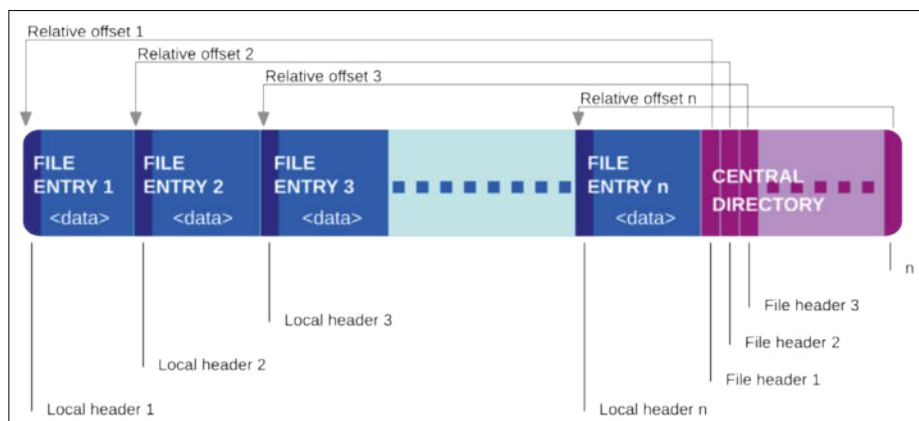 Relative offset 1
Relative offset 2
Relative offset 3
Relative offset n
FILE
ENTRY 1
<data>
FILE
ENTRY 2
<data>
FILE
ENTRY 3
<data>
FILE
ENTRY n
<data>
CENTRAL
DIRECTORY
n
File header 3
Local header 3
File header 2
Local header 2
File header 1
Local header 1
Local header n